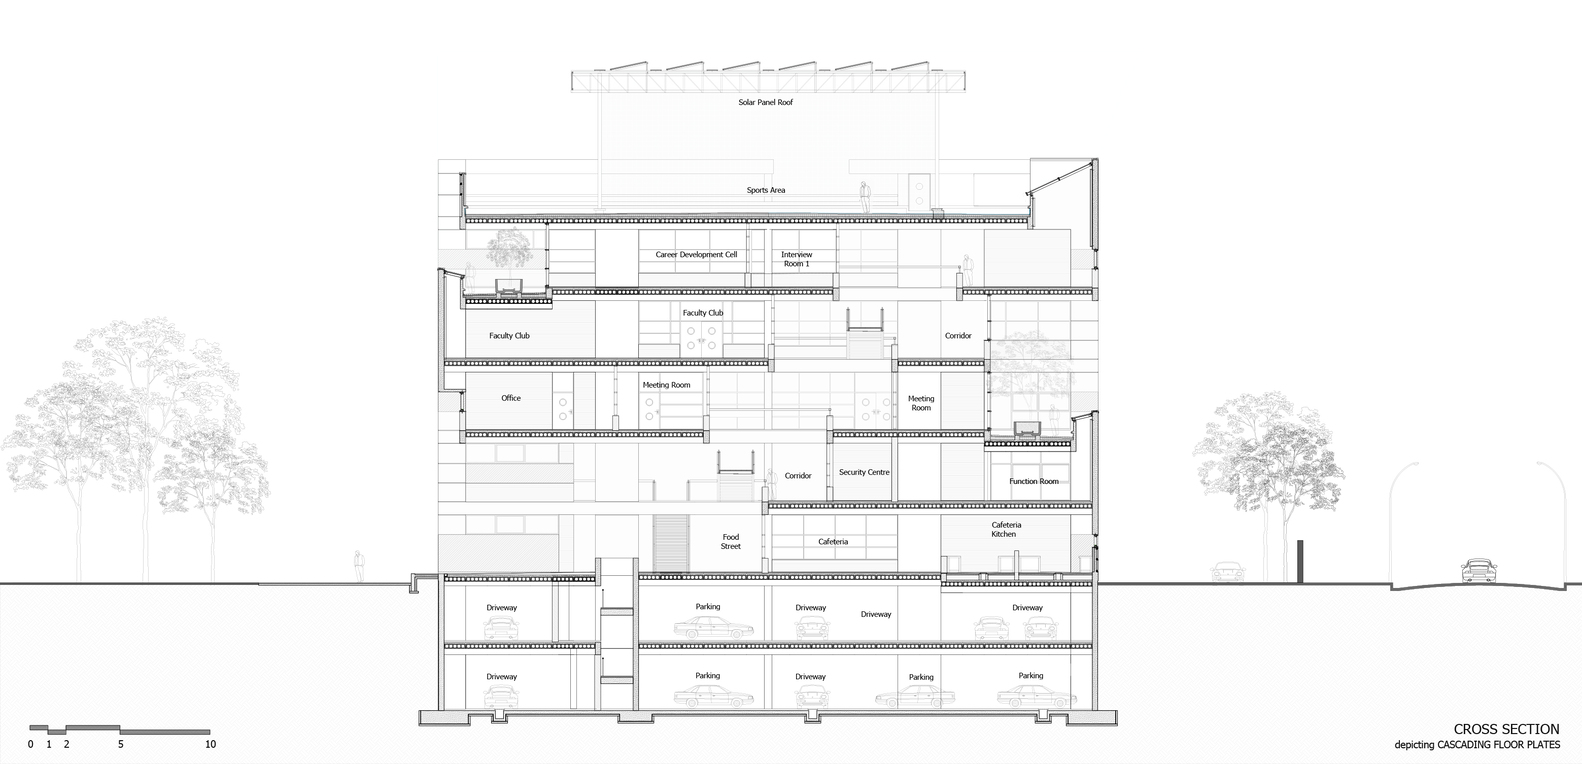 Solar Panel Roof
Sports Area
Career Development Cell
Interview
Room 1
Faculty Club
Faculty Club
Corridor
Office
Meeting Room
Meeting
Room
Corridor
Security Centre
Function Room
Food
Street
Cafeteria
Cafeteria
Kitchen
Driveway
Parking
Driveway
Driveway
Driveway
Driveway
Parking
Driveway
Parking
Parking
0 1 2 5 10
CROSS SECTION
depicting CASCADING FLOOR PLATES